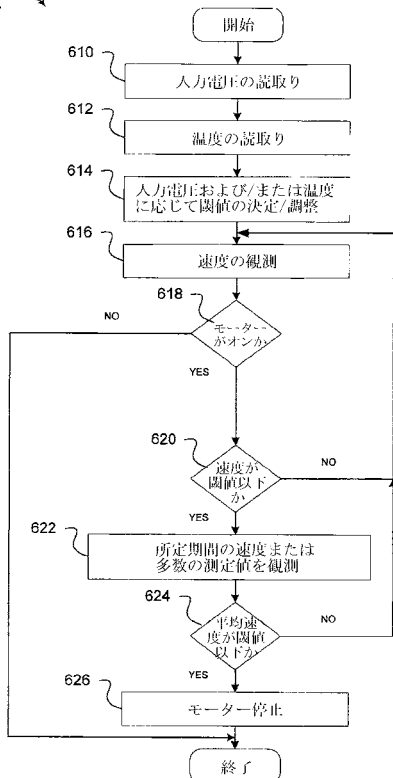 開始
610
入力電圧の読取り
612
温度の読取り
614
入力電圧および/または温度
に応じて閾値の決定/調整
616
速度の観測
618
モーター
がオンか
NO
YES
620
速度が
閾値以下
か
NO
YES
622
所定期間の速度または
多数の測定値を観測
624
平均速
度が閾値
以下か
NO
YES
626
モーター停止
終了